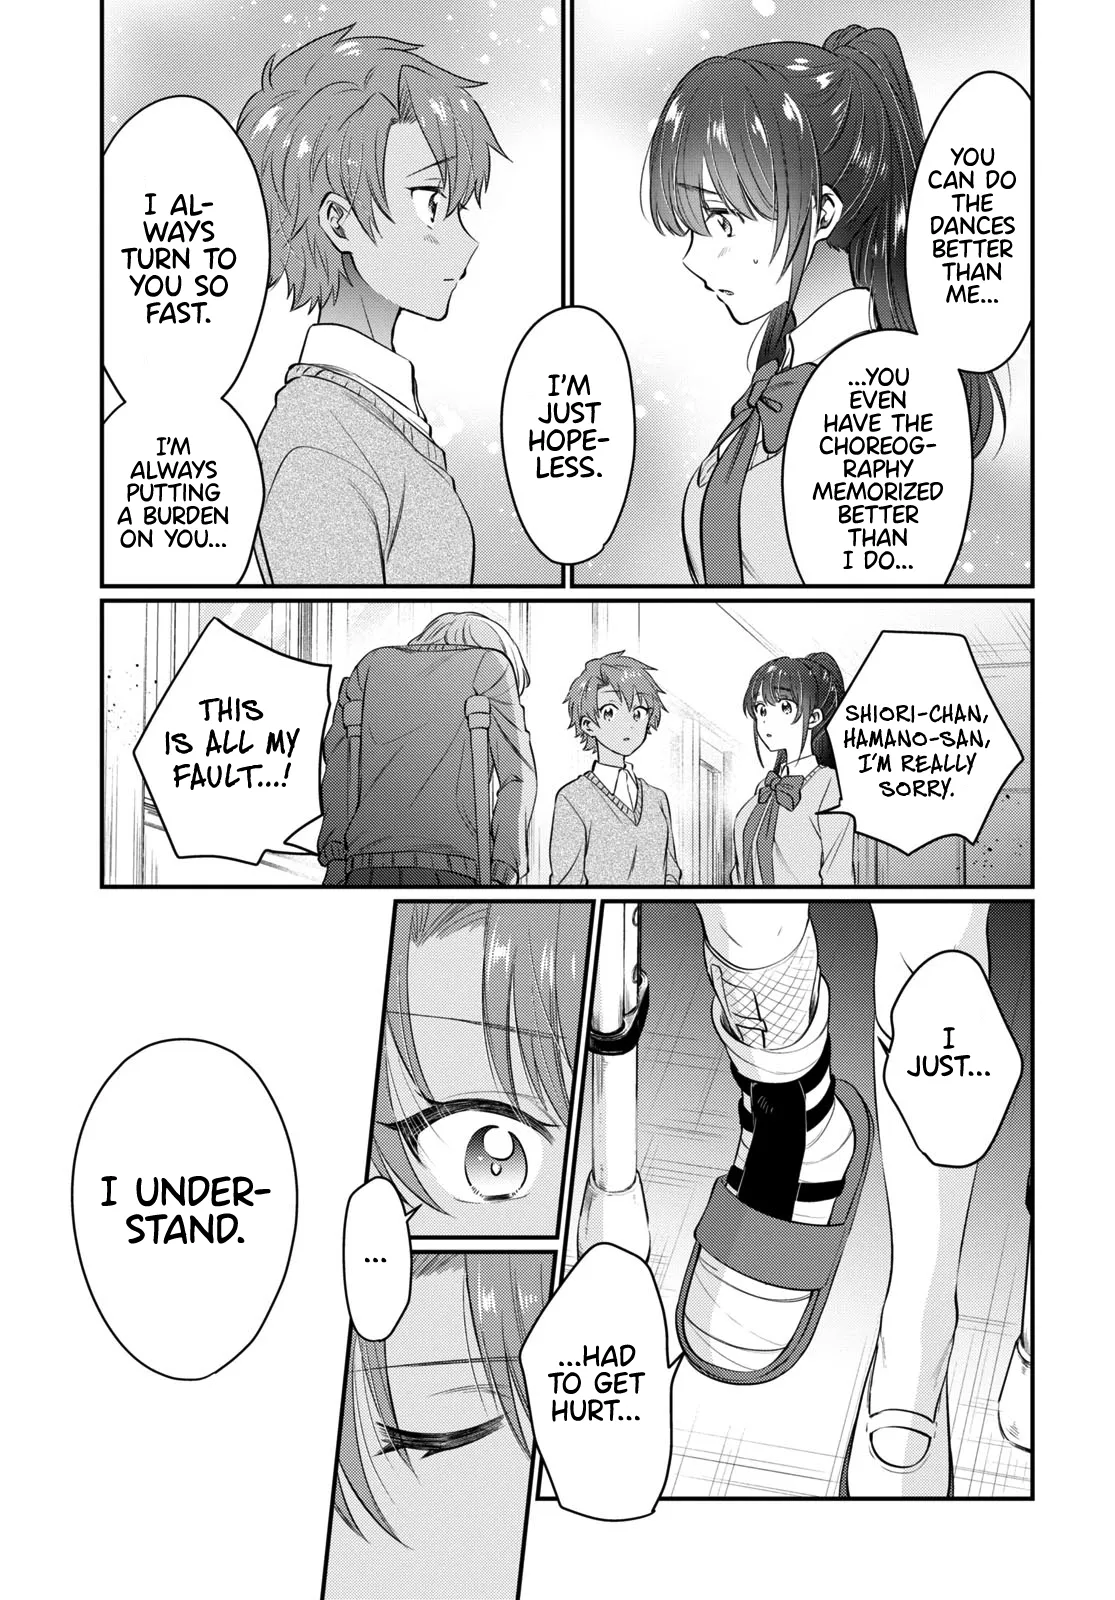 YOU
CAN DO
THE
DANCES
BETTER
THAN
ME...
...YOU
EVEN
HAVE THE
CHOREOG-
RAPHY
MEMORIZED
BETTER
THAN
I DO...
I'M
JUST
HOPE-
LESS.
I AL-
WAYS
TURN TO
YOU SO
FAST.
I'M
ALWAYS
PUTTING
A BURDEN
ON YOU...
SHIORI-CHAN,
HAMANO-SAN,
I'M REALLY
SORRY.
THIS
IS ALL MY
FAULT...!
I
JUST...
...HAD
TO GET
HURT...
...
I UNDER-
STAND.